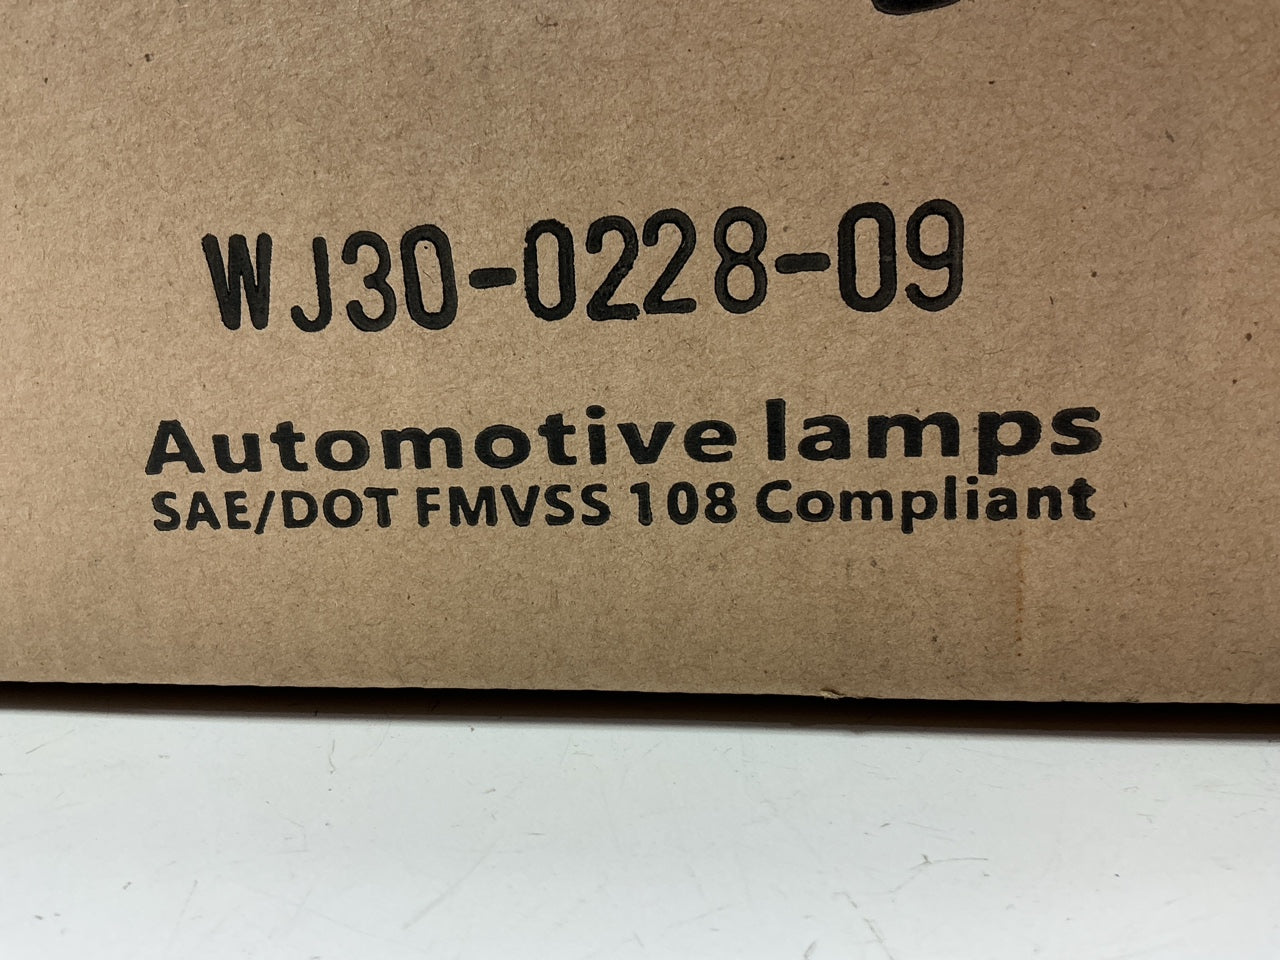 WJ30-0228-09
Automotive lamps
SAE/DOT FMVSS 108 Compliant